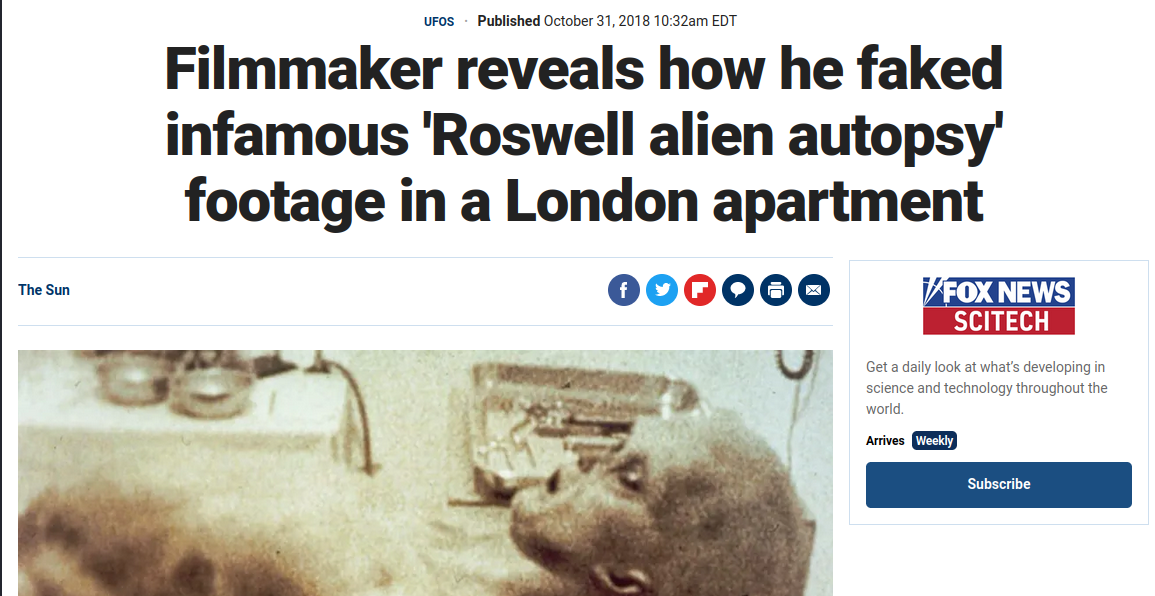 UFOS · Published October 31, 2018 10:32am EDT
Filmmaker reveals how he faked
infamous 'Roswell alien autopsy'
footage in a London apartment
The Sun
FOX NEWS
SCITECH
Get a daily look at what’s developing in
science and technology throughout the
world.
Arrives Weekly
Subscribe